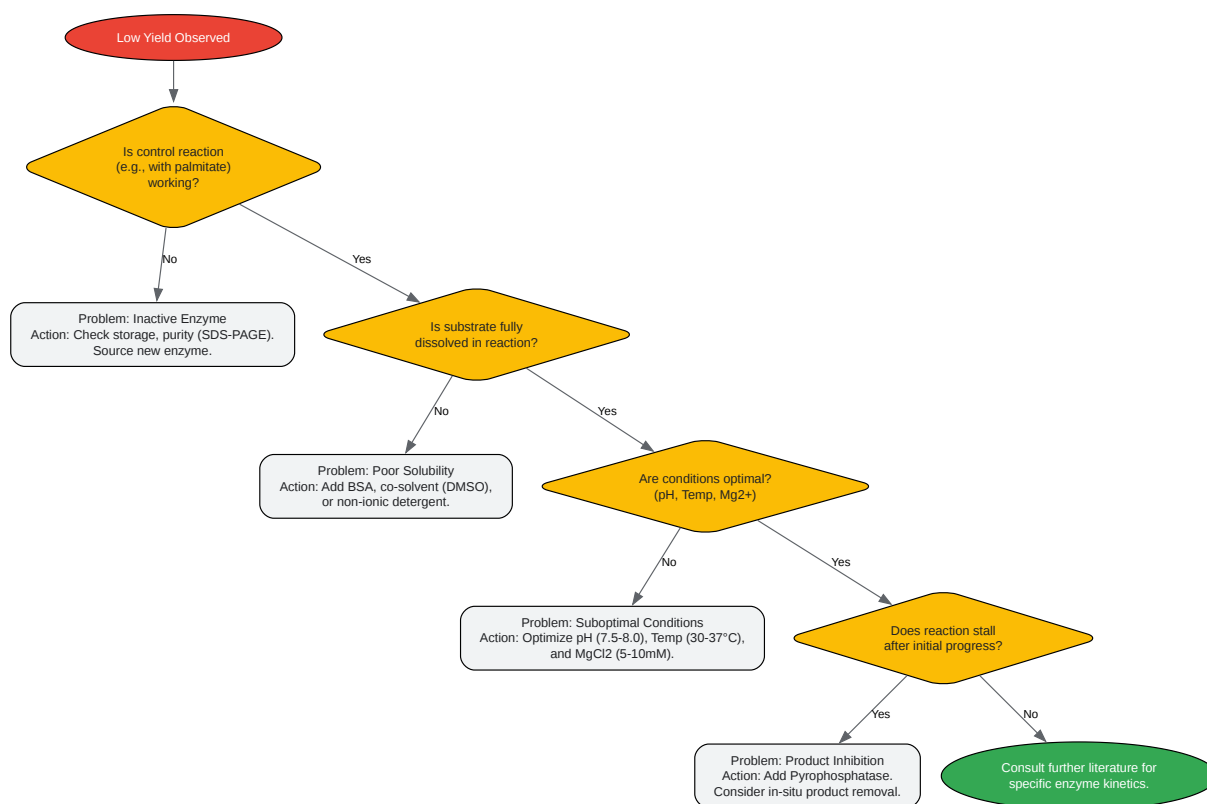 Low Yield Observed
Is control reaction
(e.g., with palmitate)
working?
No
Yes
Problem: Inactive Enzyme
Action: Check storage, purity (SDS-PAGE).
Source new enzyme.
Is substrate fully
dissolved in reaction?
No
Yes
Problem: Poor Solubility
Action: Add BSA, co-solvent (DMSO),
or non-ionic detergent.
Are conditions optimal?
(pH, Temp, Mg2+)
No
Yes
Problem: Suboptimal Conditions
Action: Optimize pH (7.5-8.0), Temp (30-37°C),
and MgCl2 (5-10mM).
Does reaction stall
after initial progress?
Yes
No
Problem: Product Inhibition
Action: Add Pyrophosphatase.
Consider in-situ product removal.
Consult further literature for
specific enzyme kinetics.